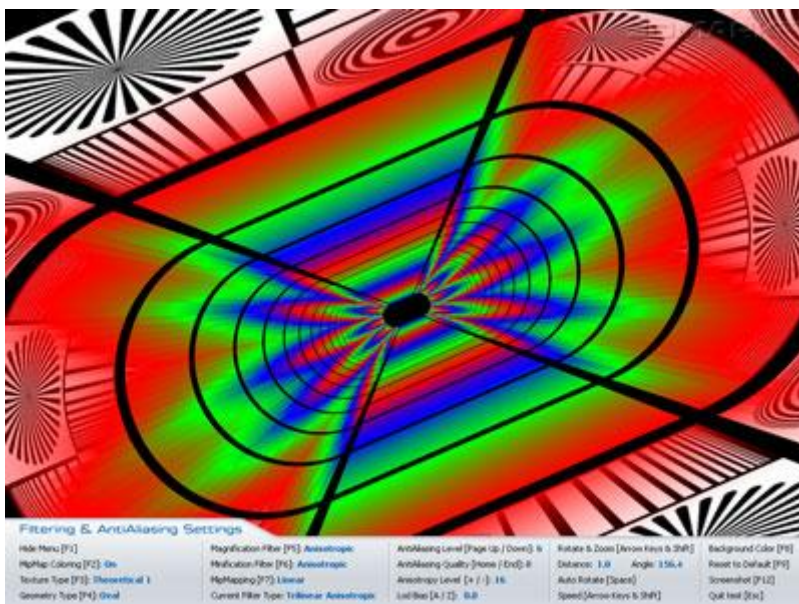 Filtering & AntiAliasing Settings
Hide Menu [F1]
MipMap Coloring [F2]: On
Texture Type [F3]: Theoretical 1
Geometry Type [F4]: Oval
Magnification Filter [F5]: Anisotropic
Minification Filter [F6]: Anisotropic
MipMapping [F7]: Linear
Current Filter Type: Trilinear Anisotropic
AntiAliasing Level [Page Up / Down]: 6
AntiAliasing Quality [Home / End]: 0
Anisotropy Level [+ / -]: 16
Lod Bias [A / Z]: 0.0
Rotate & Zoom [Arrow Keys & Shift]
Distance: 1.0 Angle: 156.4
Auto Rotate [Space]
Speed [Arrow Keys & Shift]
Background Color [F8]
Reset to Default [F9]
Screenshot [F12]
Quit test [Esc]